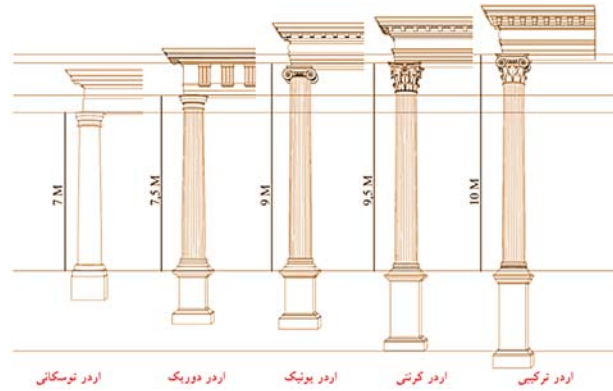 7 M
7,5 M
9 M
9,5 M
10 M
اردر توسکانی
اردر دوریک
اردر یونیک
اردر کرنتی
اردر ترکیبی